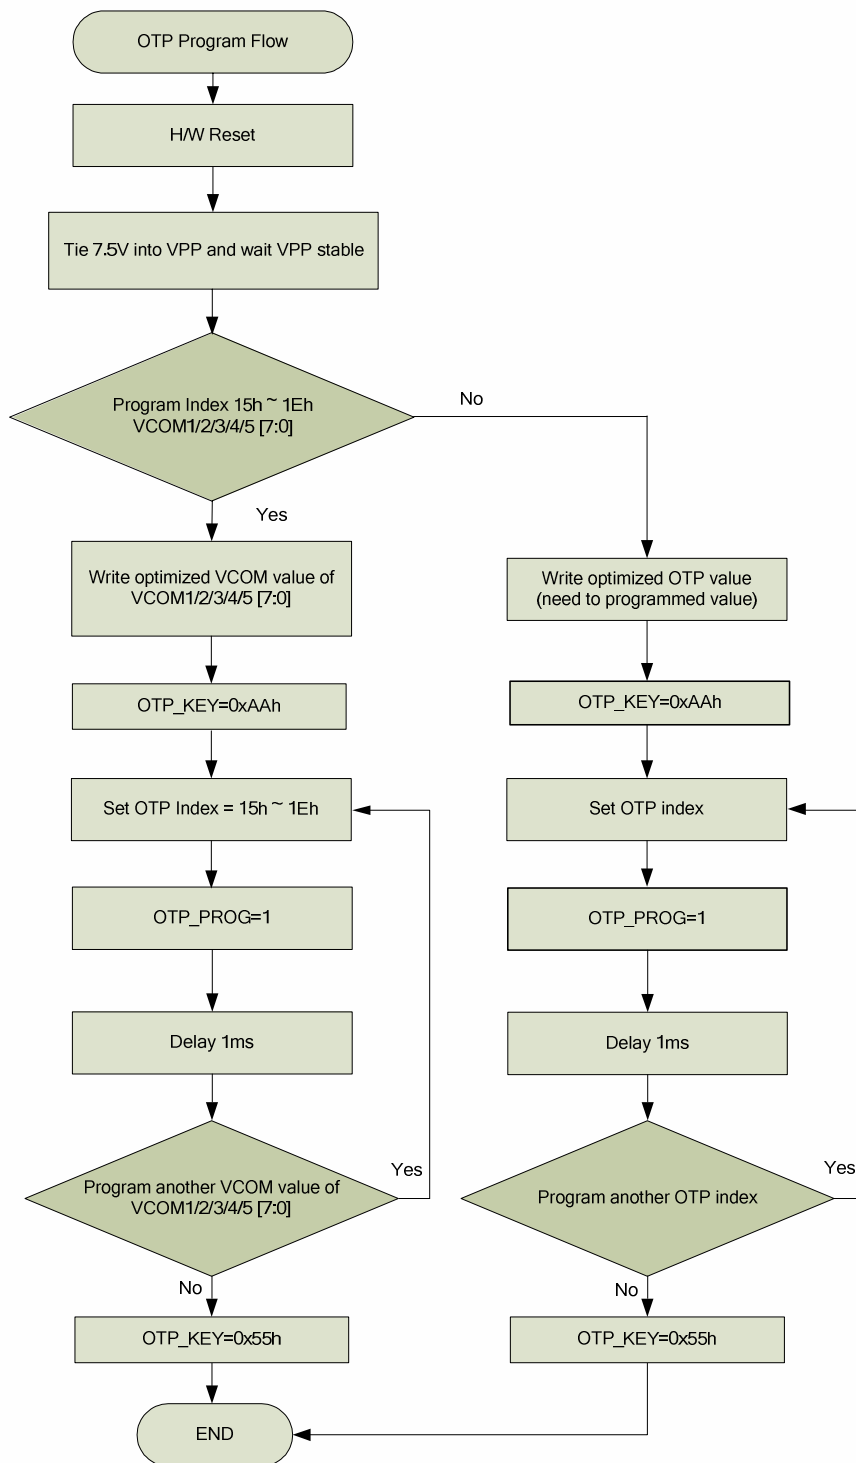 OTP Program Flow
H/W Reset
Tie 7.5V into VPP and wait VPP stable
Program Index 15h ~ 1Eh
VCOM1/2/3/4/5 [7:0]
No
Yes
Write optimized VCOM value of
VCOM1/2/3/4/5 [7:0]
OTP_KEY=0xAAh
Set OTP Index = 15h ~ 1Eh
OTP_PROG=1
Delay 1ms
Program another VCOM value of
VCOM1/2/3/4/5 [7:0]
Yes
No
OTP_KEY=0x55h
Write optimized OTP value
(need to programmed value)
OTP_KEY=0xAAh
Set OTP index
OTP_PROG=1
Delay 1ms
Program another OTP index
Yes
No
OTP_KEY=0x55h
END